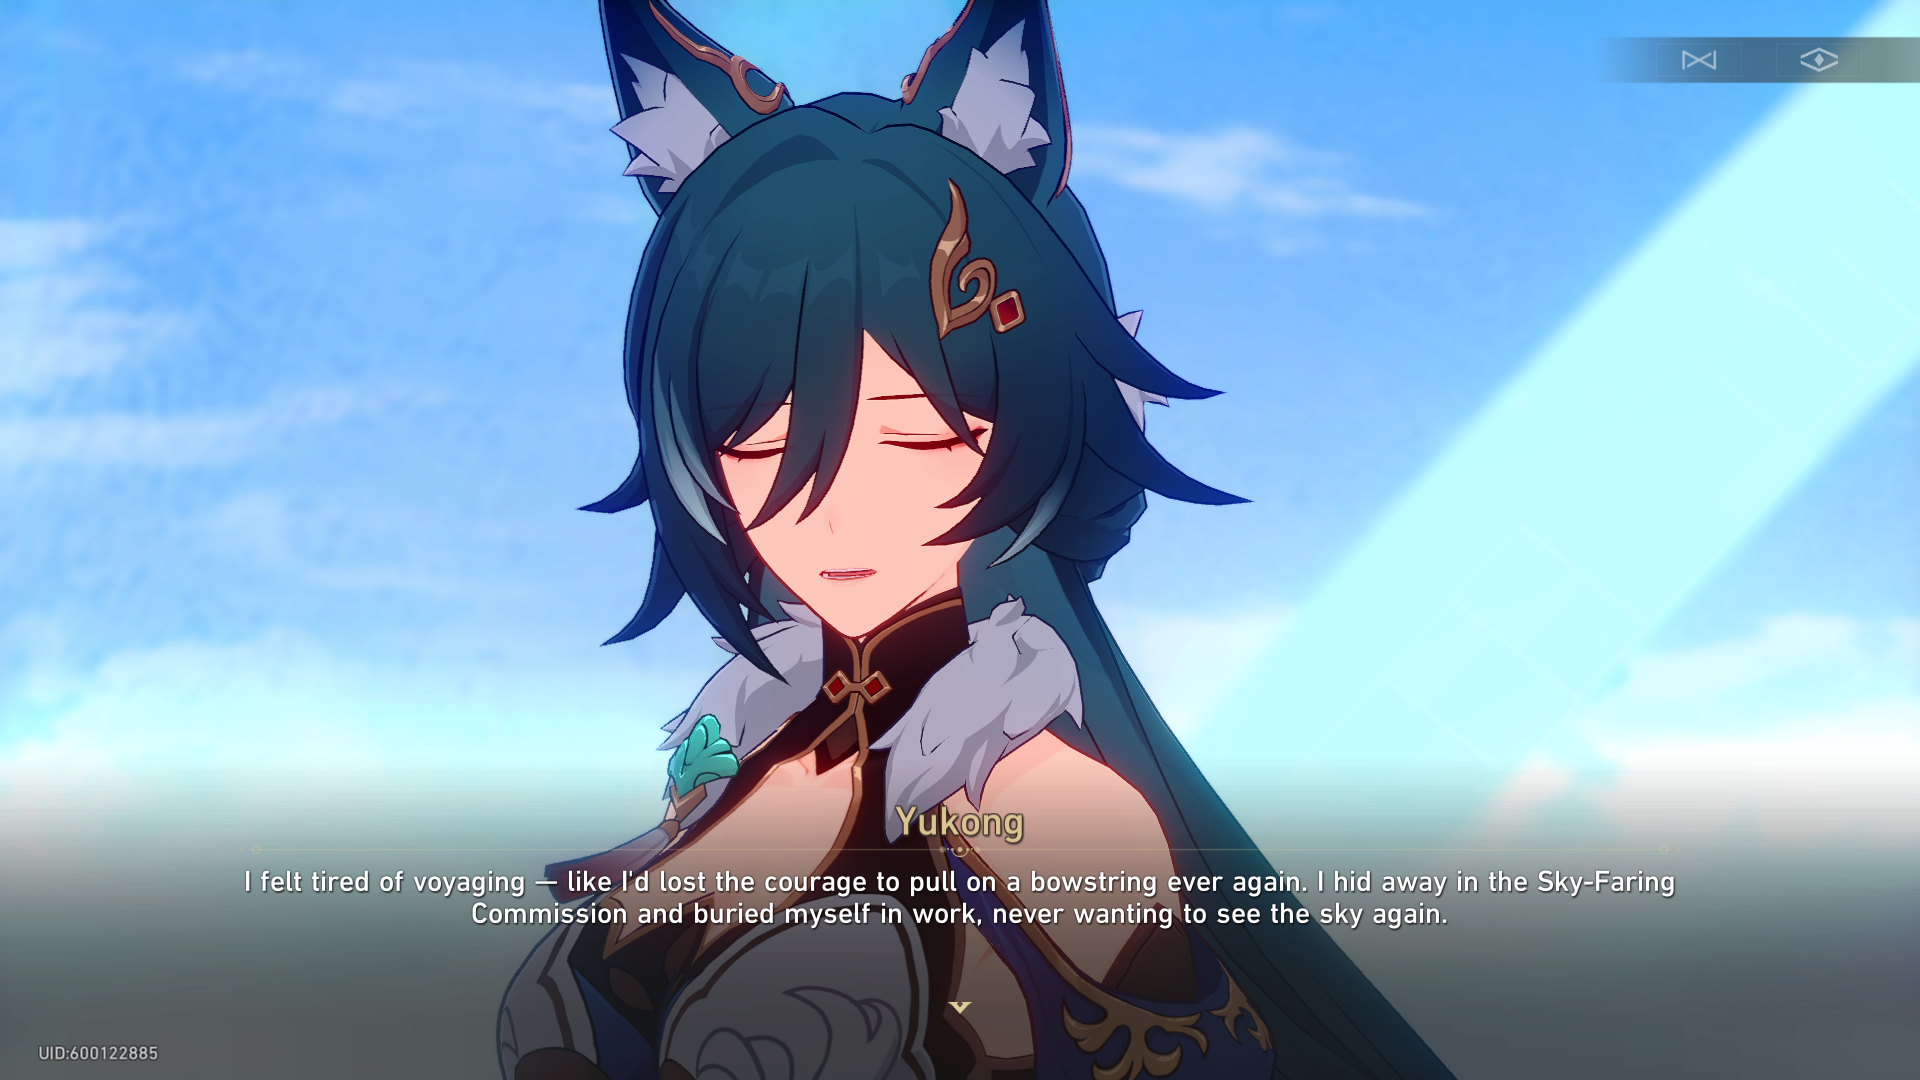 Yukong
I felt tired of voyaging — like I'd lost the courage to pull on a bowstring ever again. I hid away in the Sky-Faring
Commission and buried myself in work, never wanting to see the sky again.
UID:600122885